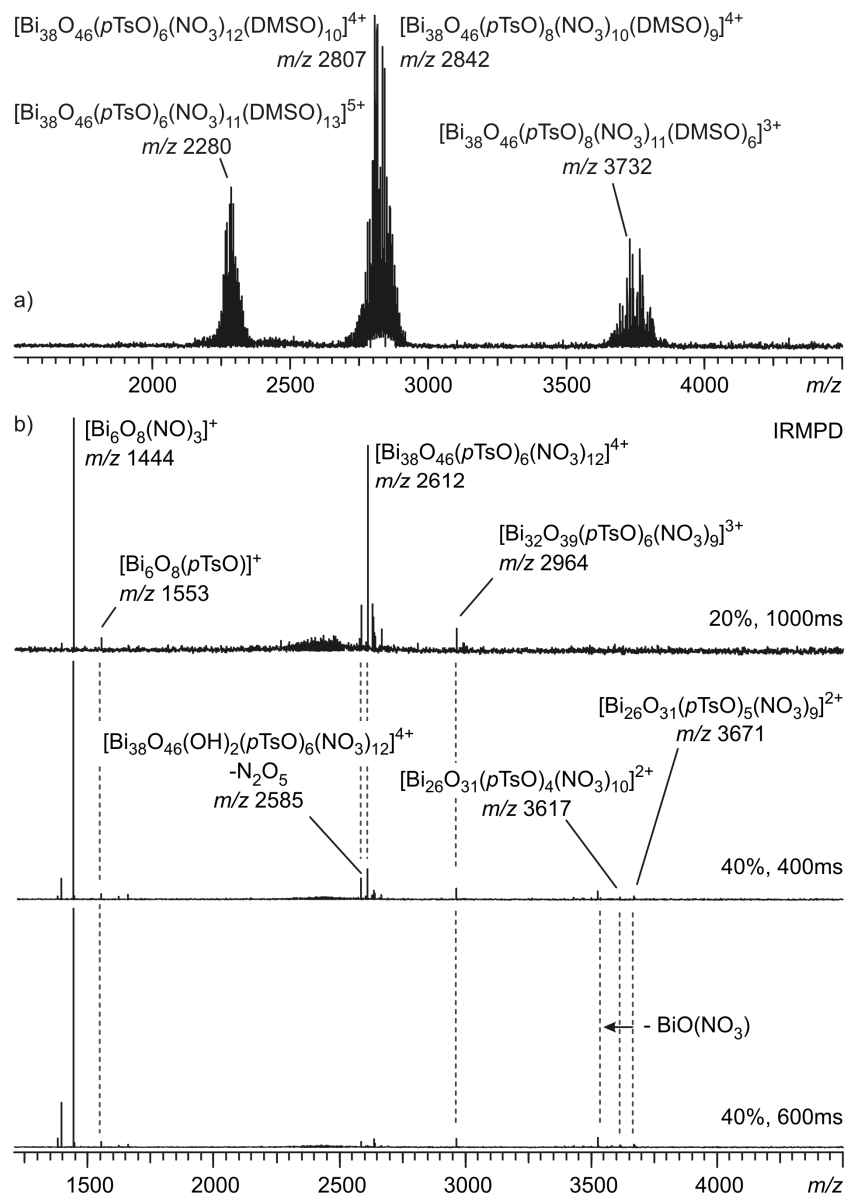 [Bi38O46(pTsO)6(NO3)12(DMSO)10]4+
m/z 2807
[Bi38O46(pTsO)8(NO3)10(DMSO)9]4+
m/z 2842
[Bi38O46(pTsO)6(NO3)11(DMSO)13]5+
m/z 2280
[Bi38O46(pTsO)8(NO3)11(DMSO)6]3+
m/z 3732
a)
2000 2500 3000 3500 4000 m/z
b)
IRMPD
[Bi6O8(NO)3]+
m/z 1444
[Bi38O46(pTsO)6(NO3)12]4+
m/z 2612
[Bi6O8(pTsO)]+
m/z 1553
[Bi32O39(pTsO)6(NO3)9]3+
m/z 2964
20%, 1000ms
[Bi38O46(OH)2(pTsO)6(NO3)12]4+
-N2O5
m/z 2585
[Bi26O31(pTsO)5(NO3)9]2+
m/z 3671
[Bi26O31(pTsO)4(NO3)10]2+
m/z 3617
40%, 400ms
- BiO(NO3)
40%, 600ms
1500 2000 2500 3000 3500 4000 m/z